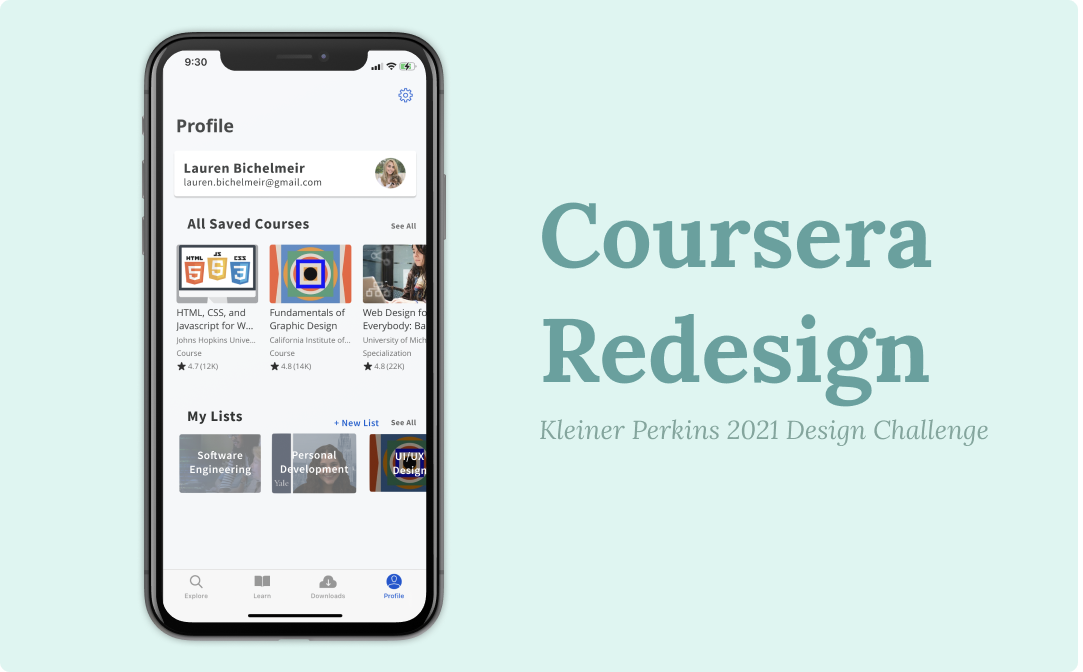 9:30
Profile
Lauren Bichelmeir
lauren.bichelmeir@gmail.com
All Saved Courses
See All
HTML
JS
CSS
5
5
3
HTML, CSS, and
Javascript for W...
Johns Hopkins Unive...
Course
4.7 (12K)
Fundamentals of
Graphic Design
California Institute of...
Course
4.8 (14K)
Web Design fo
Everybody: Ba
University of Mich
Specialization
4.8 (22K)
My Lists
+ New List
See All
Software
Engineering
Personal
Development
Yale
UI/UX
Design
Explore
Learn
Downloads
Profile
Coursera
Redesign
Kleiner Perkins 2021 Design Challenge